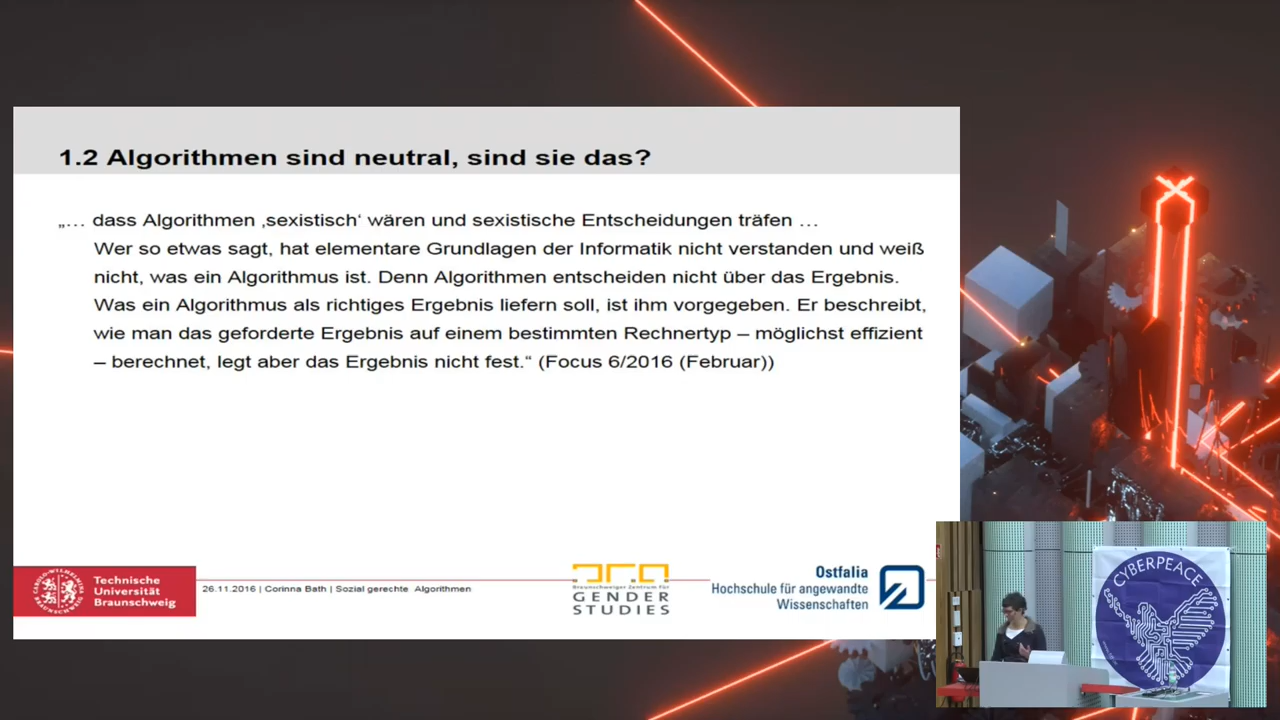 1.2 Algorithmen sind neutral, sind sie das?
„… dass Algorithmen ‚sexistisch‘ wären und sexistische Entscheidungen träfen …
Wer so etwas sagt, hat elementare Grundlagen der Informatik nicht verstanden und weiß
nicht, was ein Algorithmus ist. Denn Algorithmen entscheiden nicht über das Ergebnis.
Was ein Algorithmus als richtiges Ergebnis liefern soll, ist ihm vorgegeben. Er beschreibt,
wie man das geforderte Ergebnis auf einem bestimmten Rechnertyp – möglichst effizient
– berechnet, legt aber das Ergebnis nicht fest.“ (Focus 6/2016 (Februar))
Technische
Universität
Braunschweig
26.11.2016 | Corinna Bath | Sozial gerechte Algorithmen
Braunschweiger Zentrum für
GENDER
STUDIES
Ostfalia
Hochschule für angewandte
Wissenschaften
CYBERPEACE